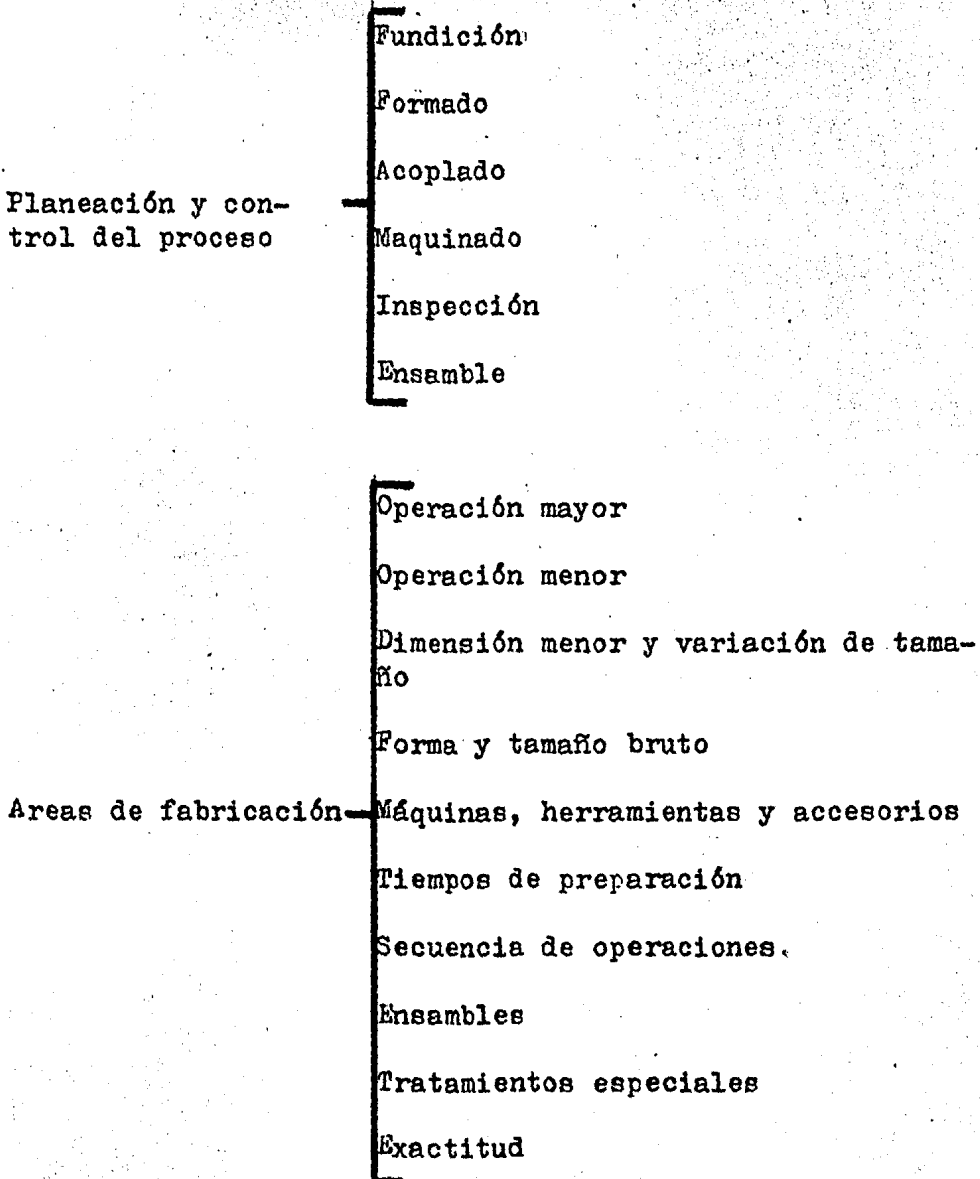 Fundición
Formado
Acoplado
Planeación y con-
trol del proceso
Maquinado
Inspección
Ensamble
Operación mayor
Operación menor
Dimensión menor y variación de tama-
ño
Forma y tamaño bruto
Areas de fabricación
Máquinas, herramientas y accesorios
Tiempos de preparación
Secuencia de operaciones.
Ensambles
Tratamientos especiales
Exactitud